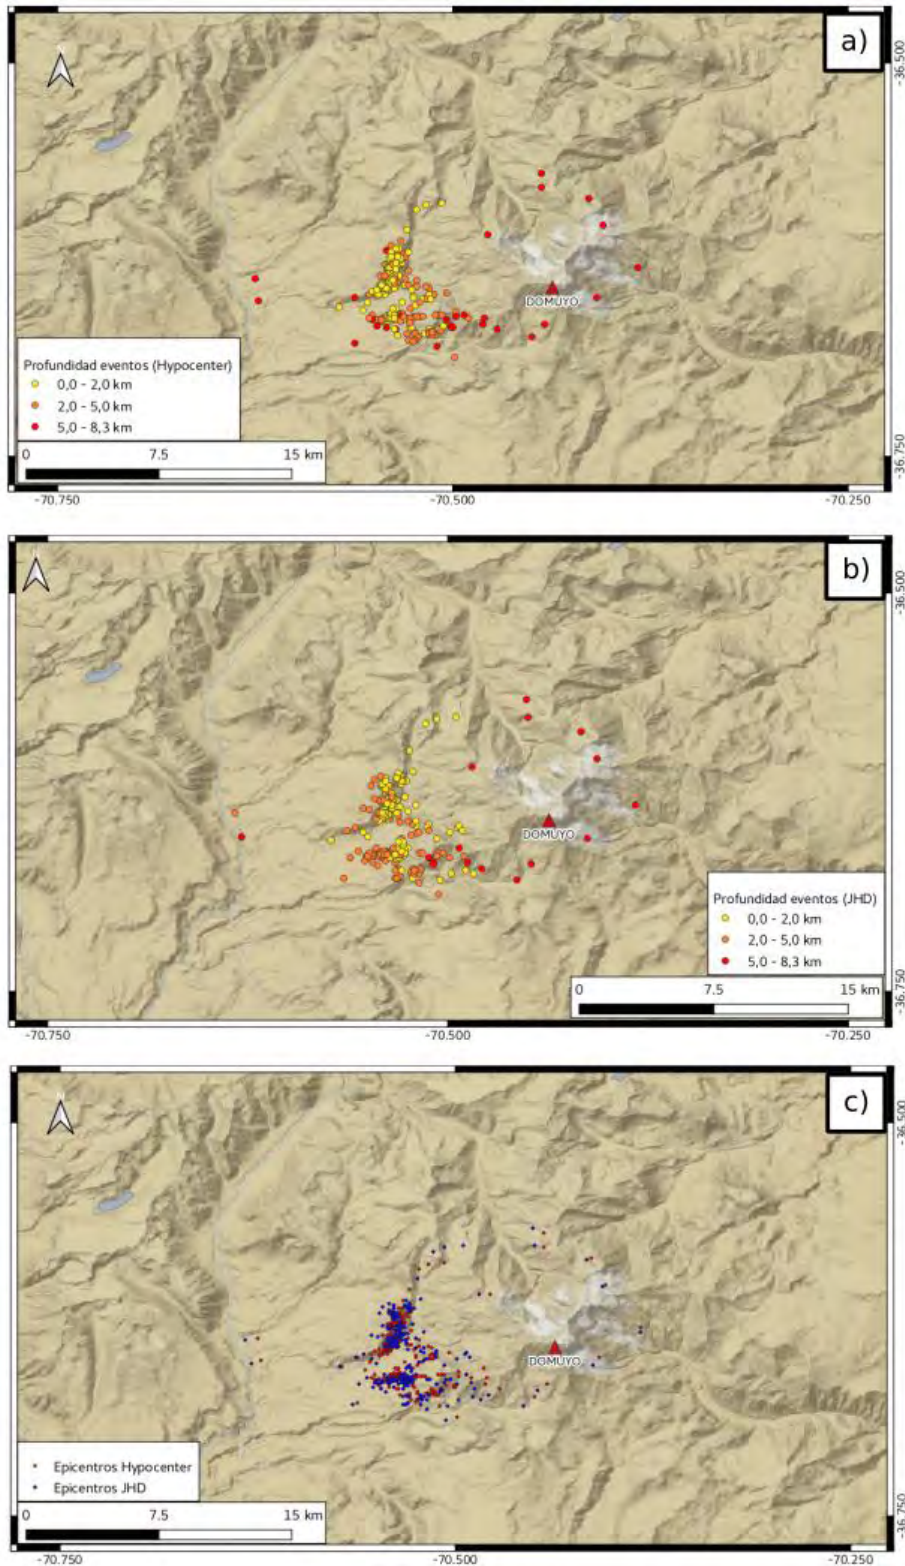 a)
-36.500
DOMUYO
Profundidad eventos (Hypocenter)
0,0 - 2,0 km
2,0 - 5,0 km
5,0 - 8,3 km
0 7.5 15 km
-36.750
-70.750 -70.500 -70.250
b)
-36.500
DOMUYO
Profundidad eventos (JHD)
0,0 - 2,0 km
2,0 - 5,0 km
5,0 - 8,3 km
0 7.5 15 km
-36.750
-70.750 -70.500 -70.250
c)
-36.500
DOMUYO
Epicentros Hypocenter
Epicentros JHD
0 7.5 15 km
-36.750
-70.750 -70.500 -70.250